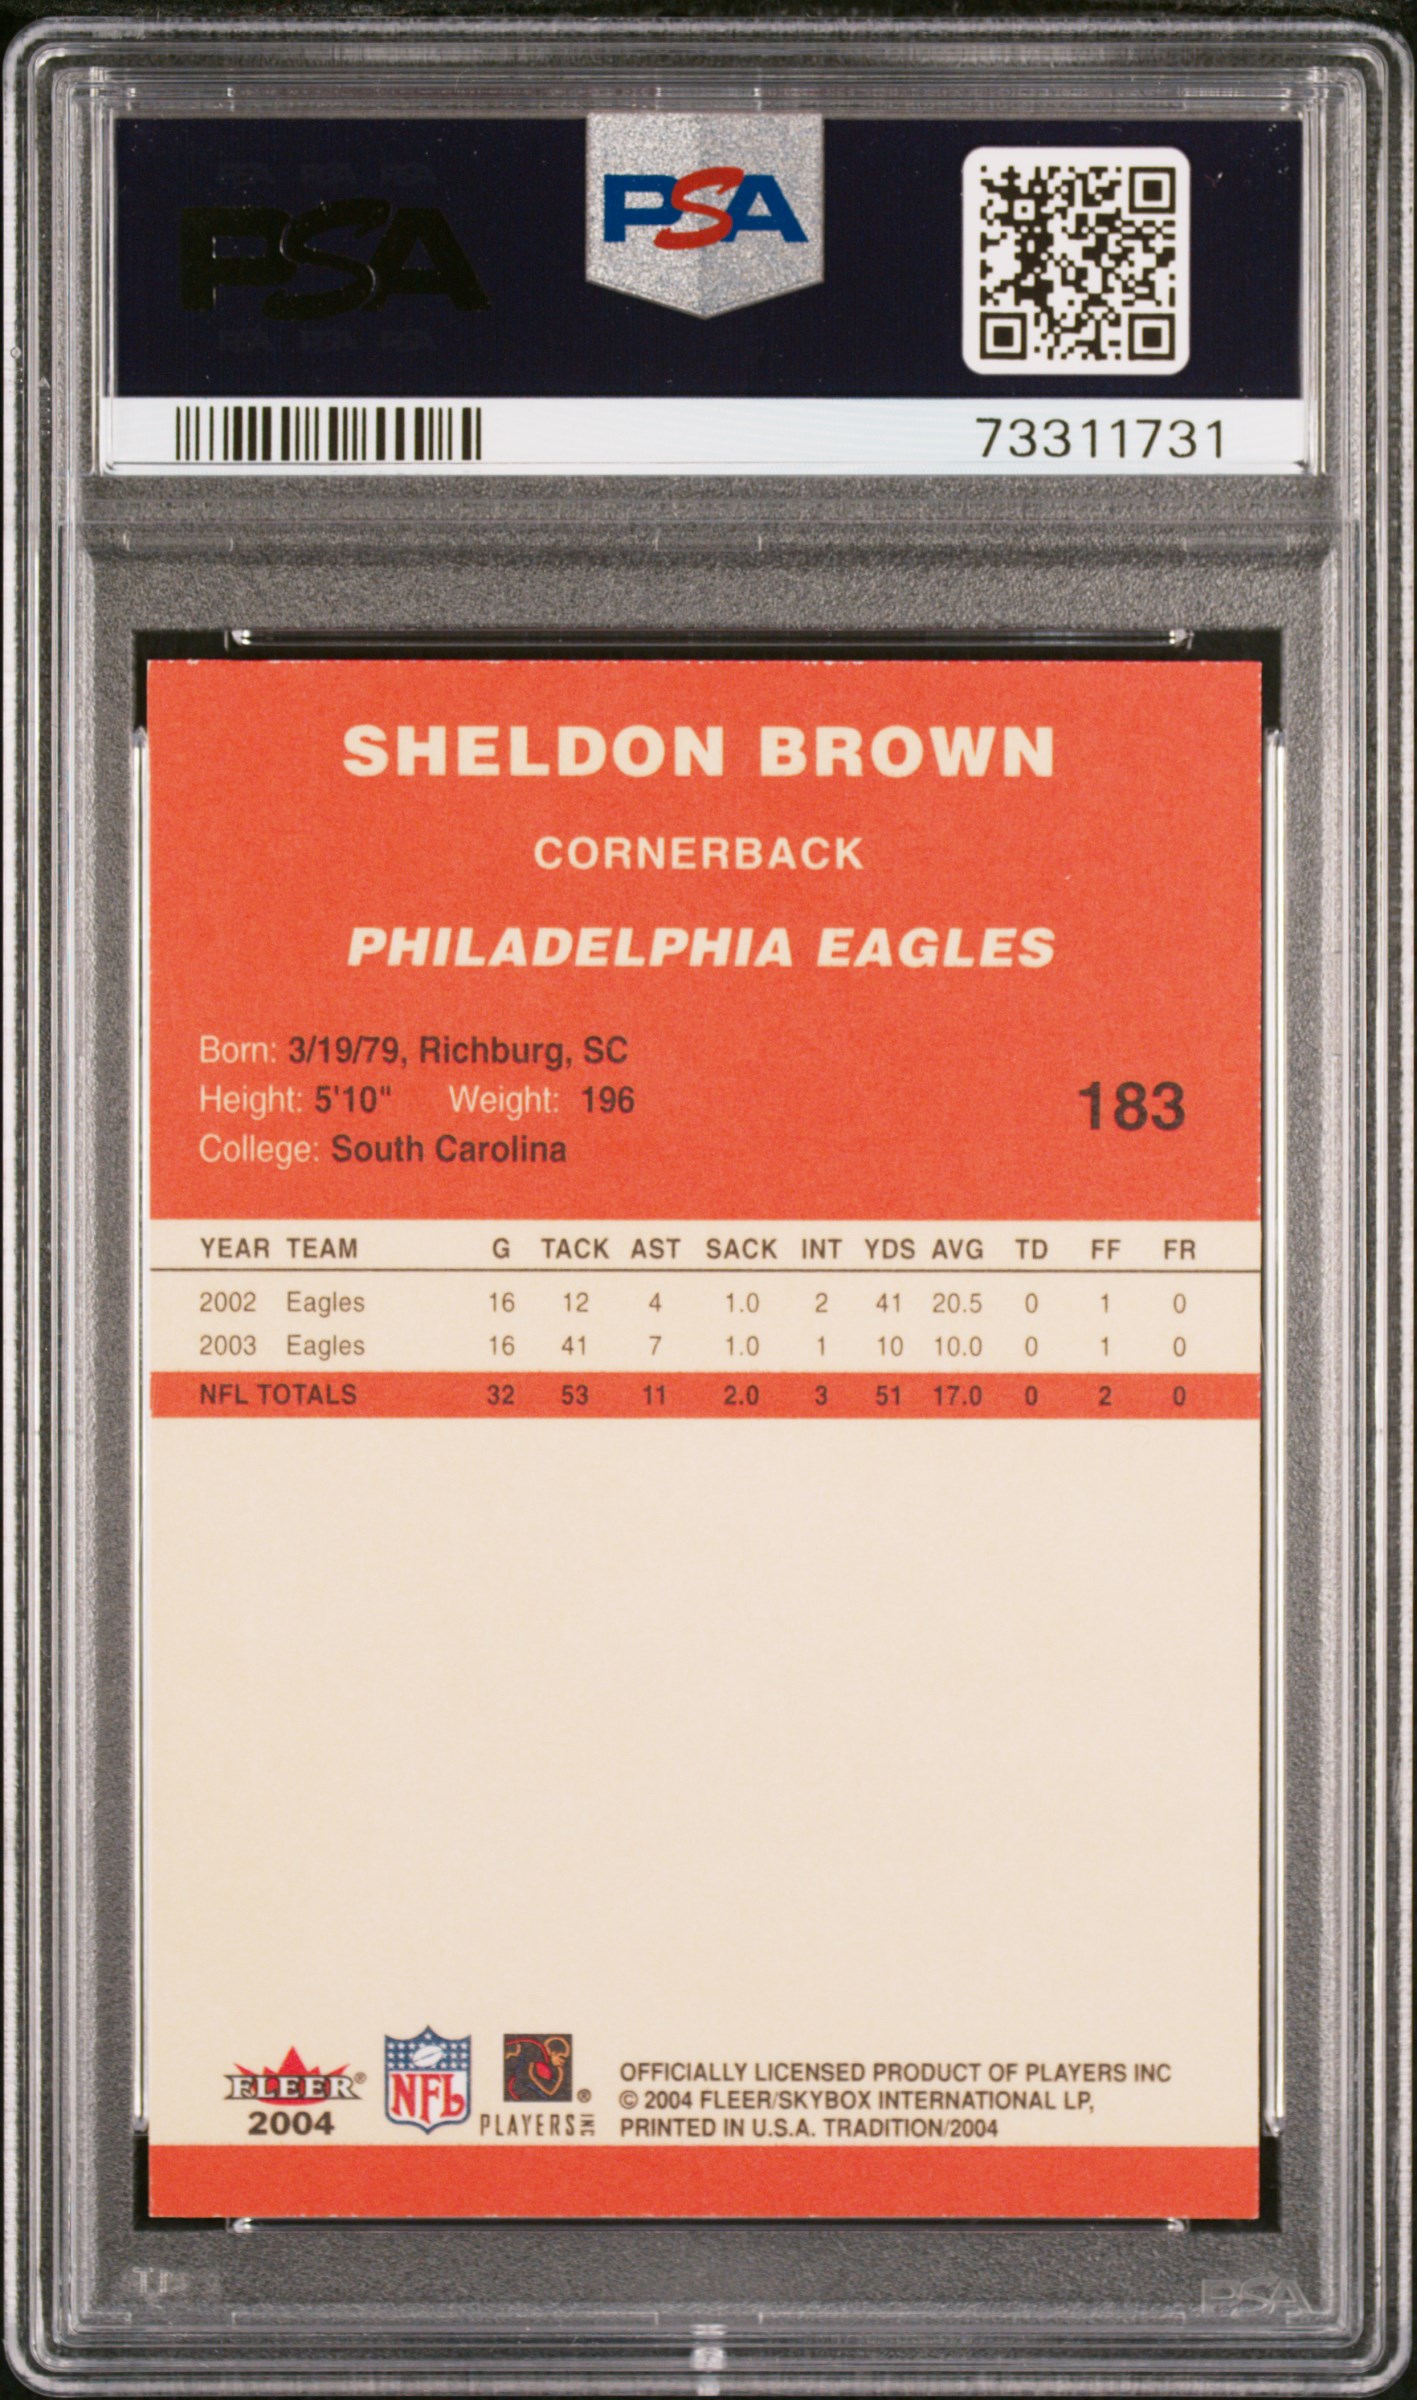 PSA
PSA
73311731
SHELDON BROWN
CORNERBACK
PHILADELPHIA EAGLES
Born: 3/19/79, Richburg, SC
Height: 5'10" Weight: 196
183
College: South Carolina
YEAR TEAM G TACK AST SACK INT YDS AVG TD FF FR
2002 Eagles 16 12 4 1.0 2 41 20.5 0 1 0
2003 Eagles 16 41 7 1.0 1 10 10.0 0 1 0
NFL TOTALS 32 53 11 2.0 3 51 17.0 0 2 0
FLEER®
2004
NFL
PLAYERS INC ®
OFFICIALLY LICENSED PRODUCT OF PLAYERS INC
© 2004 FLEER/SKYBOX INTERNATIONAL LP,
PRINTED IN U.S.A. TRADITION/2004
PSA